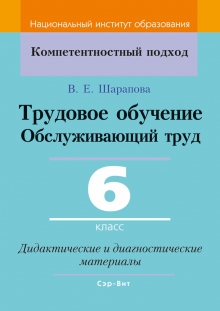 Национальный институт образования
Компетентностный подход
В. Е. Шарапова
Трудовое обучение
Обслуживающий труд
6
класс
Дидактические и диагностические
материалы
Сэр-Вит